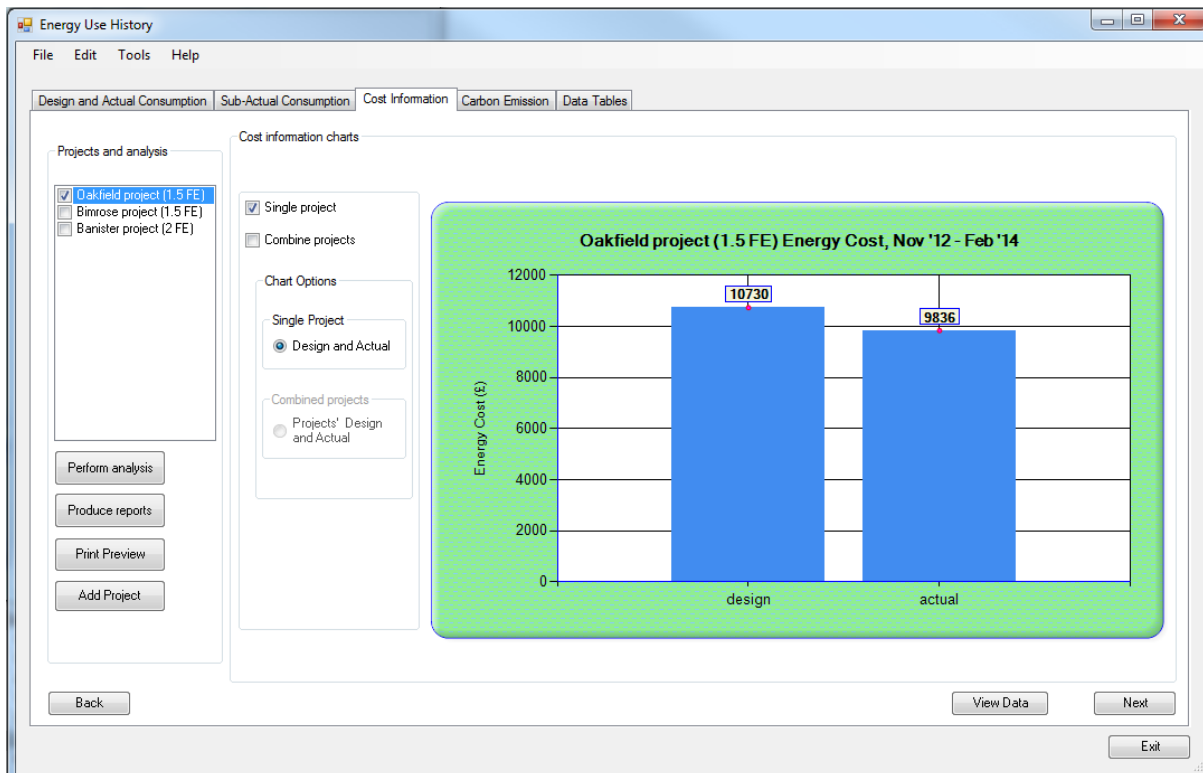 Energy Use History
File Edit Tools Help
Design and Actual Consumption Sub-Actual Consumption Cost Information Carbon Emission Data Tables
Projects and analysis
Oakfield project (1.5 FE)
Bimrose project (1.5 FE)
Banister project (2 FE)
Perform analysis
Produce reports
Print Preview
Add Project
Cost information charts
Single project
Combine projects
Chart Options
Single Project
Design and Actual
Combined projects
Projects' Design
and Actual
Oakfield project (1.5 FE) Energy Cost, Nov '12 - Feb '14
Energy Cost (£)
12000
10000
8000
6000
4000
2000
0
10730
9836
design actual
Back View Data Next
Exit